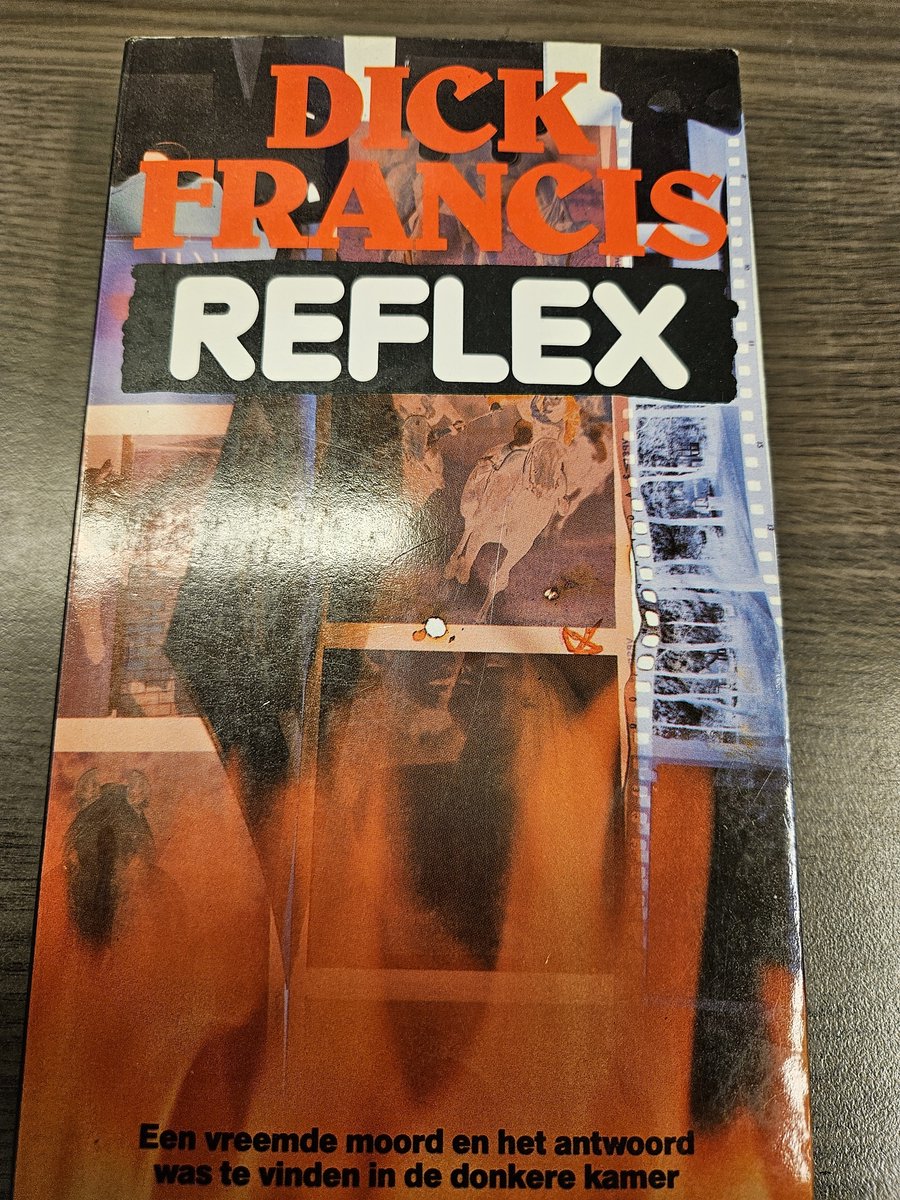 DICK
FRANCIS
REFLEX
Een vreemde moord en het antwoord
was te vinden in de donkere kamer